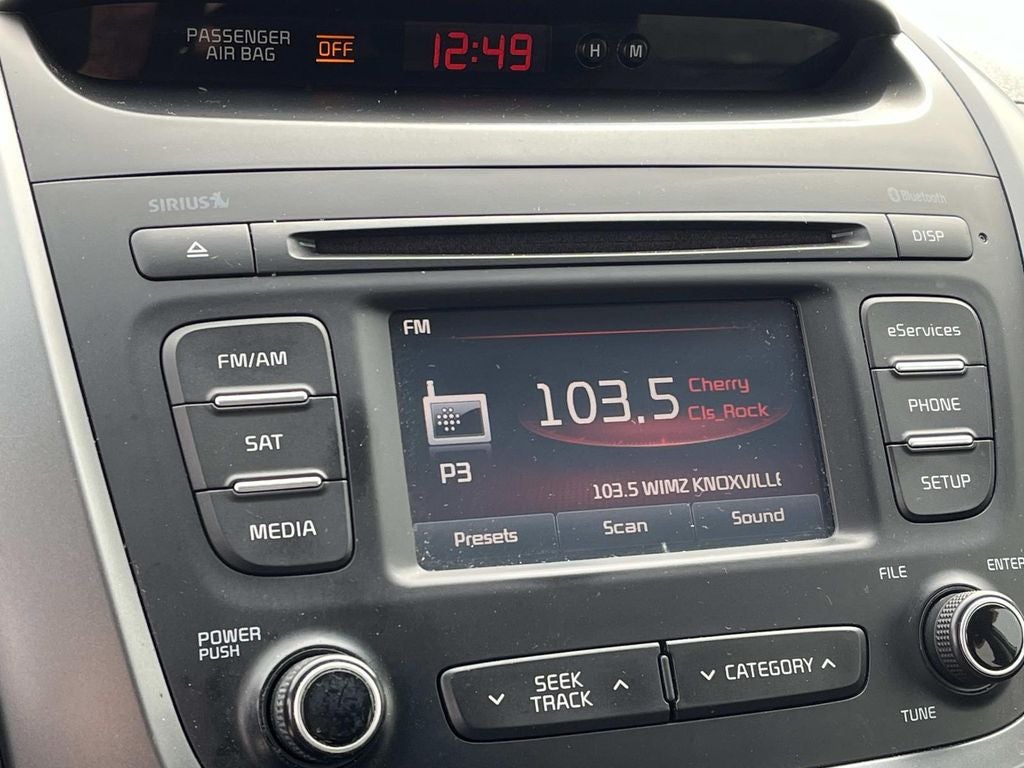 PASSENGER
AIR BAG
OFF
12:49
H
M
SIRIUS
Bluetooth
DISP
FM/AM
SAT
MEDIA
FM
103.5
Cherry
Cls_Rock
P3
103.5 WIMZ KNOXVILLE
Presets
Scan
Sound
eServices
PHONE
SETUP
FILE
ENTER
POWER
PUSH
SEEK
TRACK
CATEGORY
TUNE